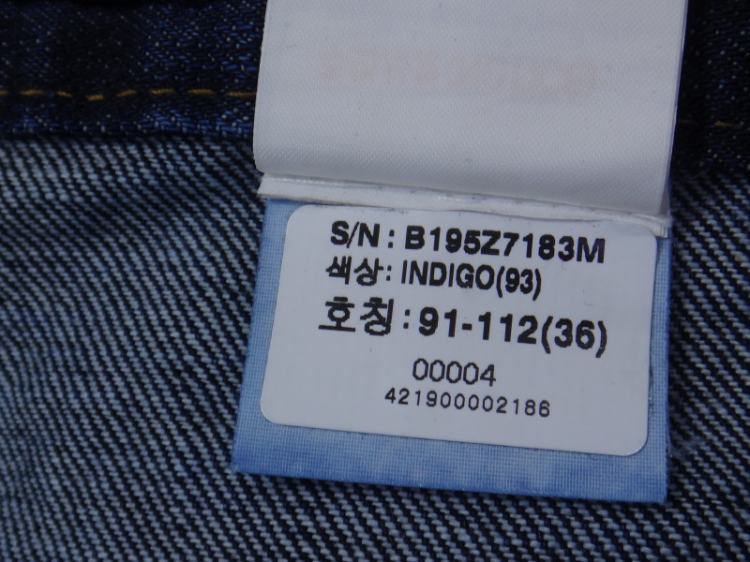 S/N : B195Z7183M
색상: INDIGO(93)
호칭 : 91-112(36)
00004
421900002186